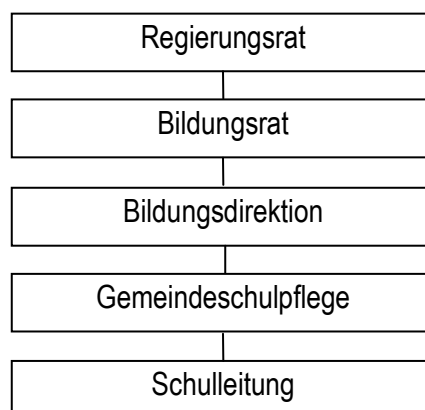 Regierungsrat
Bildungsrat
Bildungsdirektion
Gemeindeschulpflege
Schulleitung